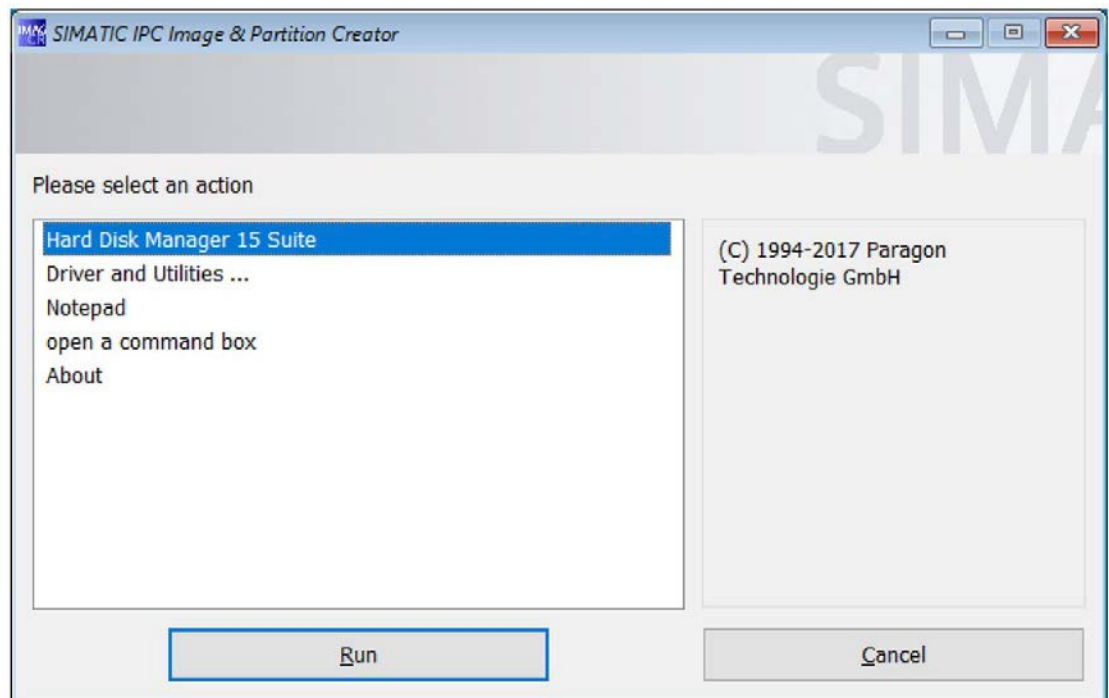 SIMATIC IPC Image & Partition Creator
SIMA
Please select an action
Hard Disk Manager 15 Suite
Driver and Utilities ...
Notepad
open a command box
About
(C) 1994-2017 Paragon
Technologie GmbH
Run
Cancel